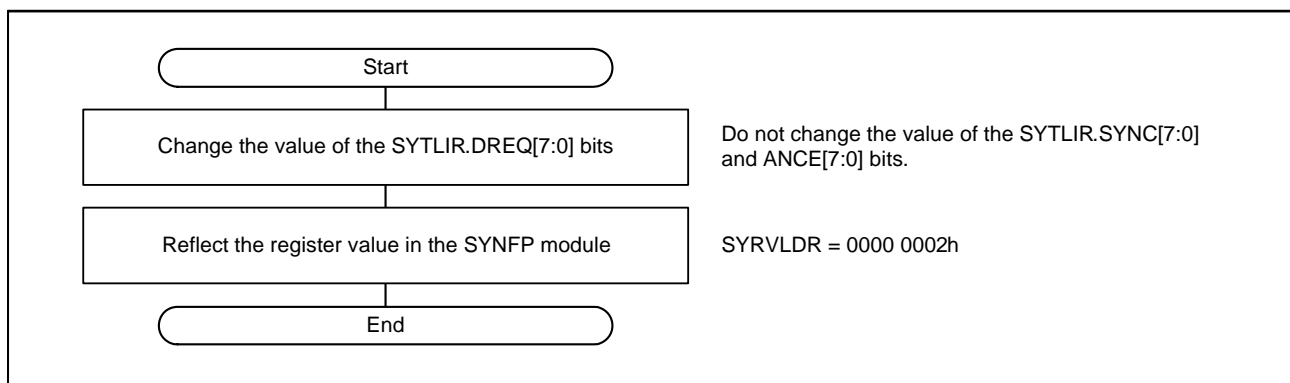 Start
Change the value of the SYTLIR.DREQ[7:0] bits
Do not change the value of the SYTLIR.SYNC[7:0]
and ANCE[7:0] bits.
Reflect the register value in the SYNFP module
SYRVLDR = 0000 0002h
End